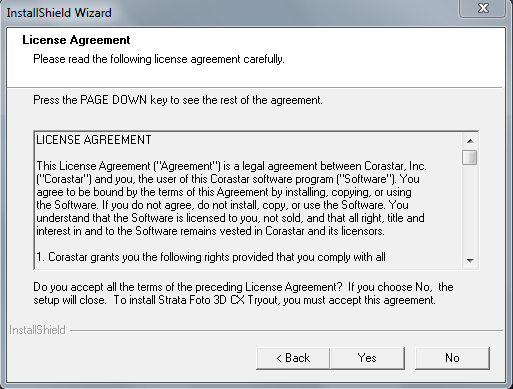 InstallShield Wizard
License Agreement
Please read the following license agreement carefully.
Press the PAGE DOWN key to see the rest of the agreement.
LICENSE AGREEMENT
This License Agreement ("Agreement") is a legal agreement between Corastar, Inc.
("Corastar") and you, the user of this Corastar software program ("Software"). You
agree to be bound by the terms of this Agreement by installing, copying, or using
the Software. If you do not agree, do not install, copy, or use the Software. You
understand that the Software is licensed to you, not sold, and that all right, title and
interest in and to the Software remains vested in Corastar and its licensors.
1. Corastar grants you the following rights provided that you comply with all
Do you accept all the terms of the preceding License Agreement? If you choose No, the
setup will close. To install Strata Foto 3D CX Tryout, you must accept this agreement.
InstallShield
< Back Yes No